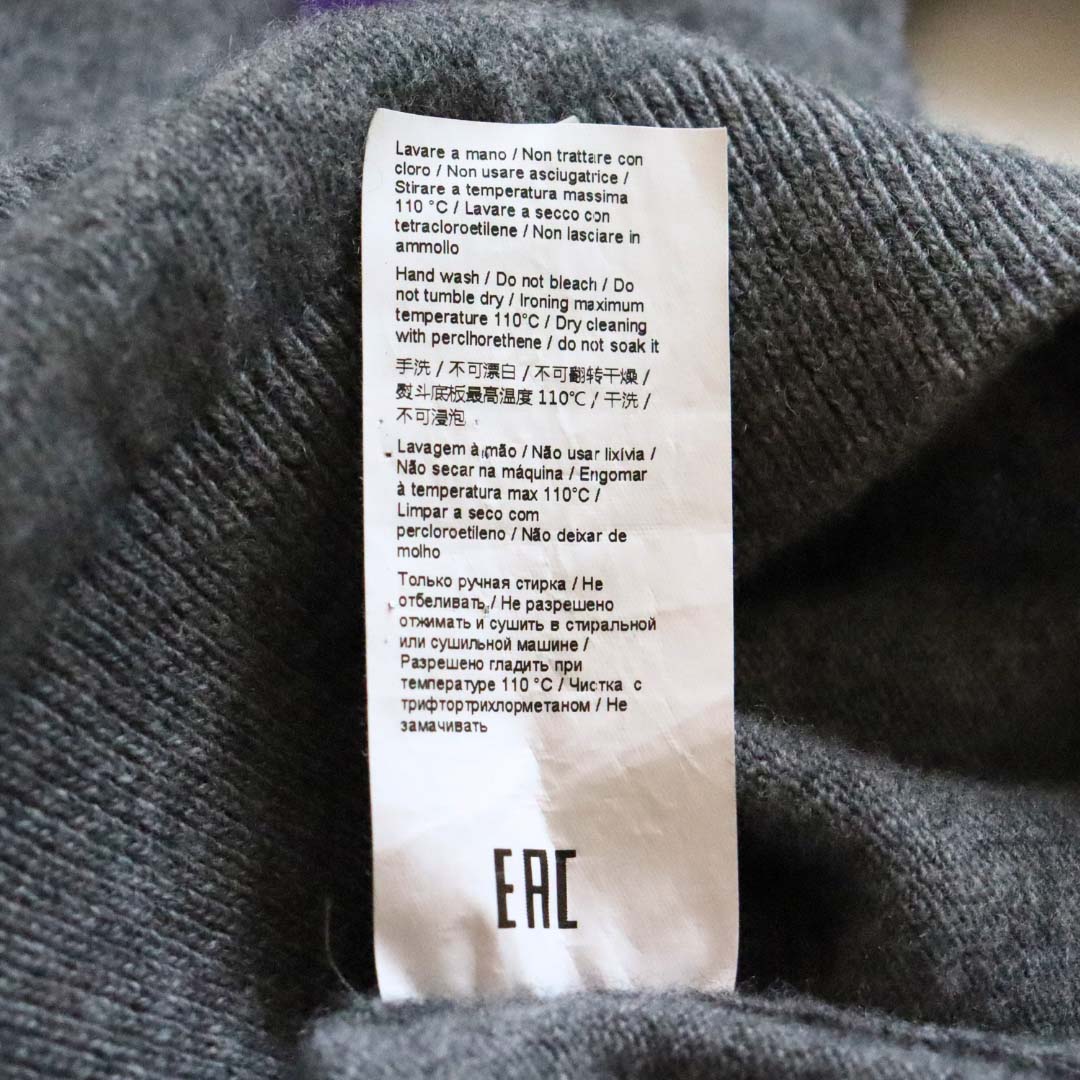 Lavare a mano / Non trattare con
cloro / Non usare asciugatrice /
Stirare a temperatura massima
110 °C / Lavare a secco con
tetracloroetilene / Non lasciare in
ammollo
Hand wash / Do not bleach / Do
not tumble dry / Ironing maximum
temperature 110°C / Dry cleaning
with perclhorethene / do not soak it
手洗 / 不可漂白 / 不可翻转干燥 /
熨斗底板最高温度 110℃ / 干洗 /
不可浸泡
Lavagem à mão / Não usar lixívia /
Não secar na máquina / Engomar
à temperatura max 110°C /
Limpar a seco com
percloroetileno / Não deixar de
molho
Только ручная стирка / Не
отбеливать / Не разрешено
отжимать и сушить в стиральной
или сушильной машине /
Разрешено гладить при
температуре 110 °C / Чистка с
трифтортрихлорметаном / Не
замачивать
EAC